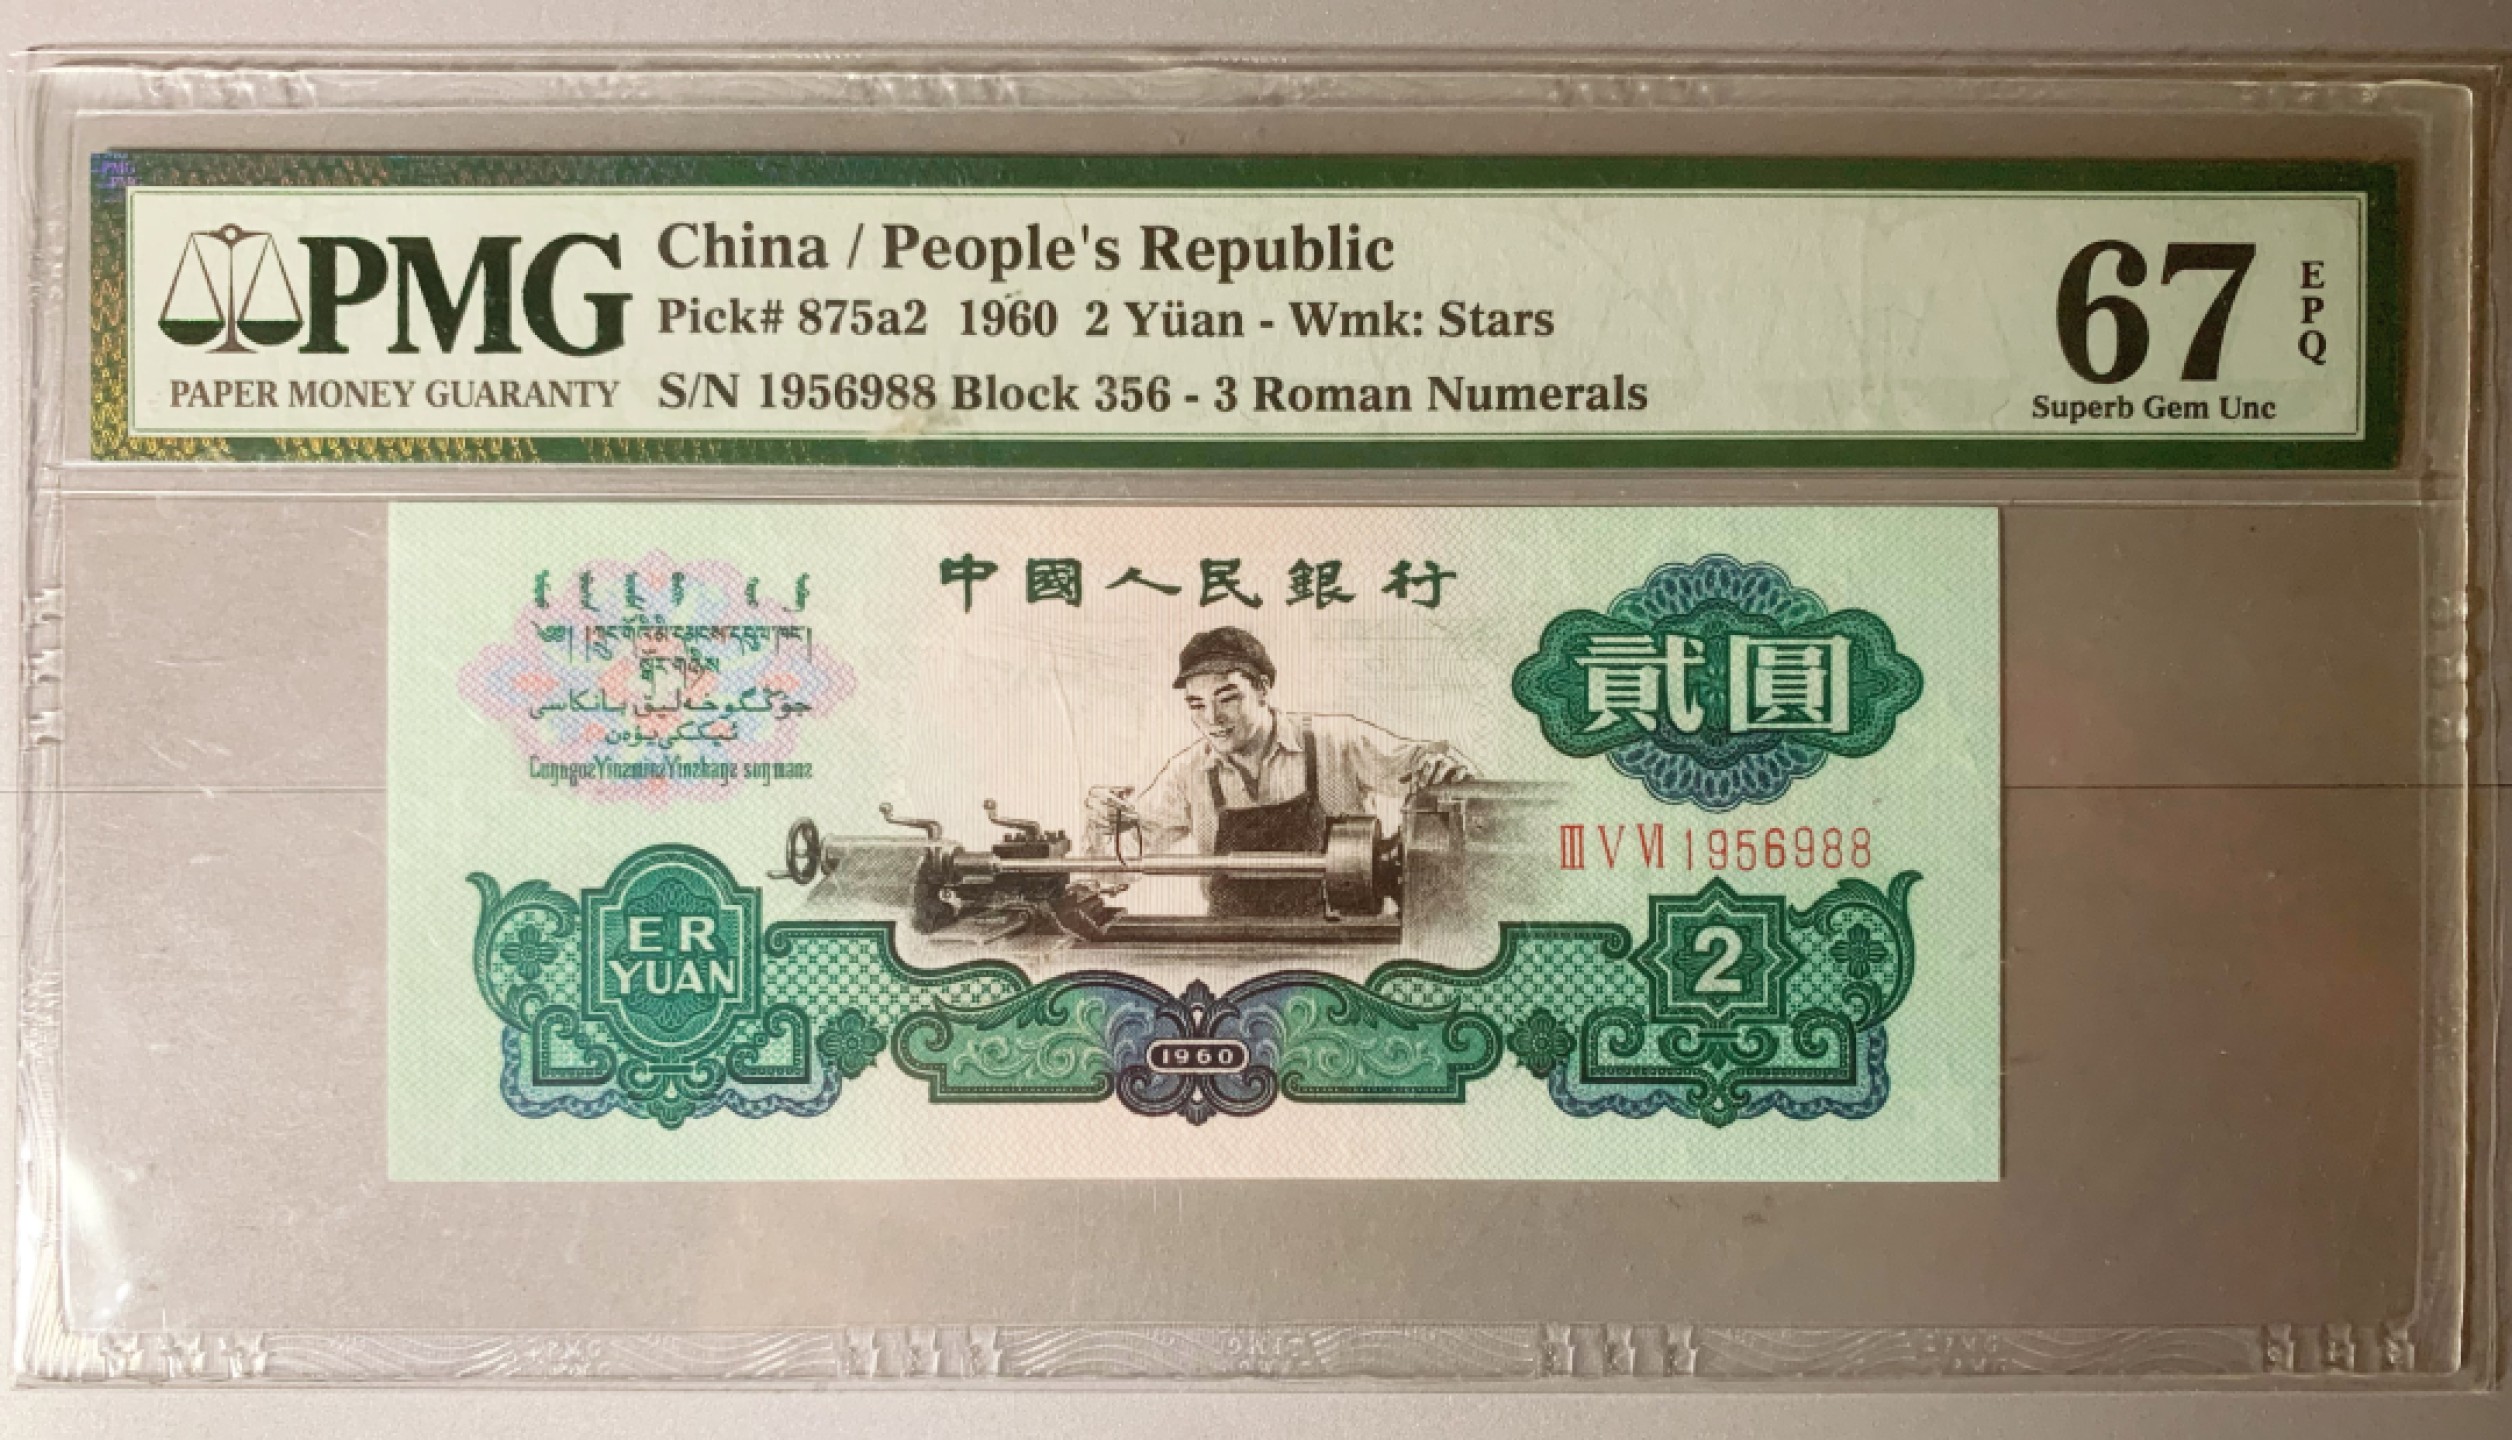 PMG
PAPER MONEY GUARANTY
China / People's Republic
Pick# 875a2 1960 2 Yüan - Wmk: Stars
S/N 1956988 Block 356 - 3 Roman Numerals
67
EPQ
Superb Gem Unc
中國人民銀行
貳圓
ⅢⅤⅥ 1956988
ER
YUAN
2
1960